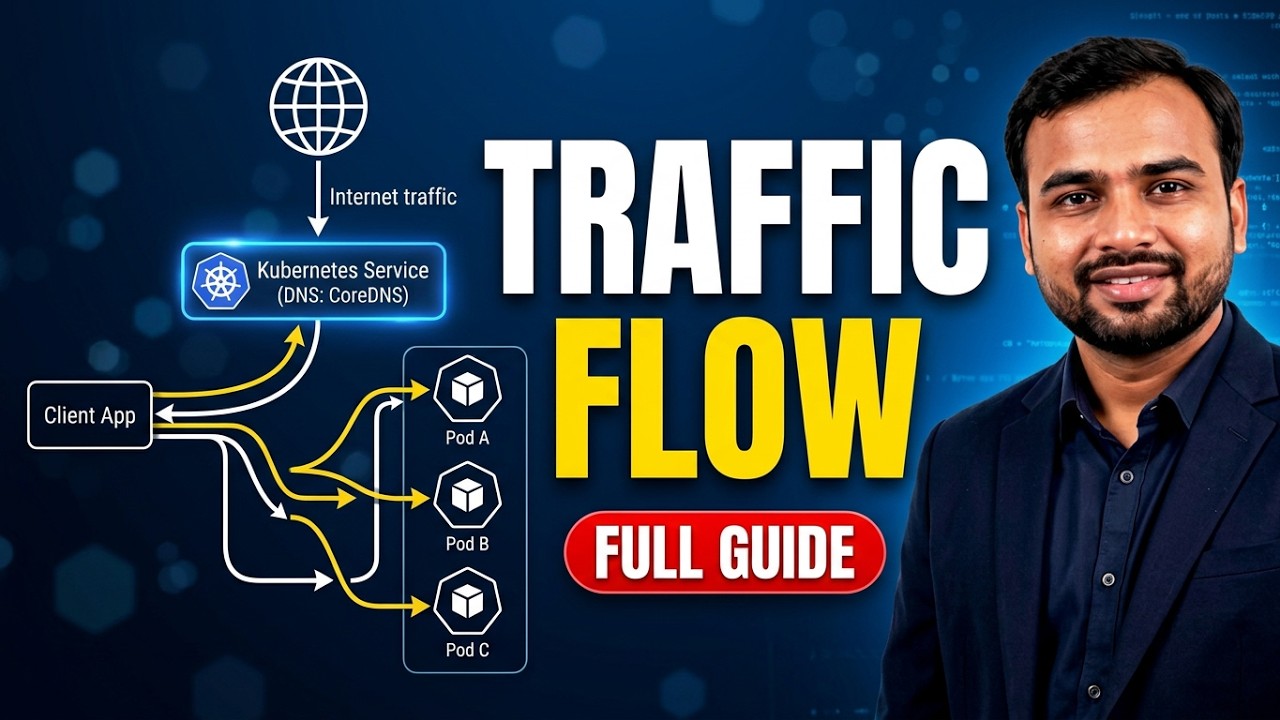 Internet traffic
Kubernetes Service
(DNS: CoreDNS)
Client App
Pod A
Pod B
Pod C
TRAFFIC
FLOW
FULL GUIDE